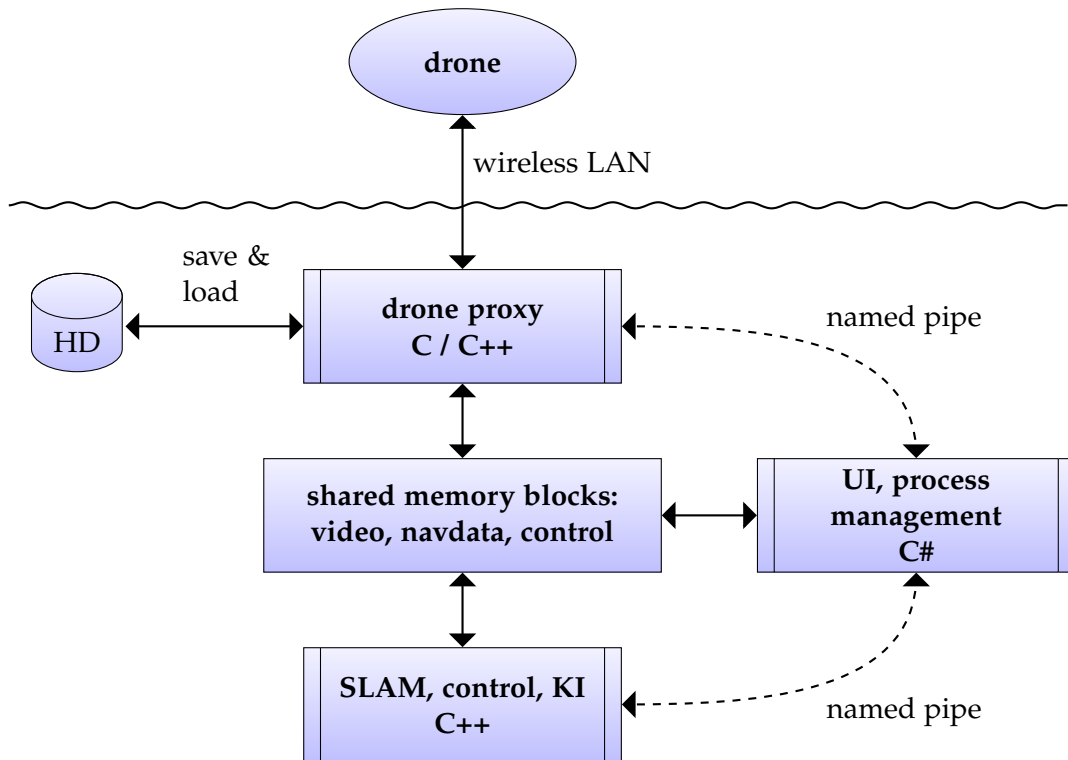 drone
wireless LAN
save &
load
HD
drone proxy
C / C++
named pipe
shared memory blocks:
video, navdata, control
UI, process
management
C#
SLAM, control, KI
C++
named pipe